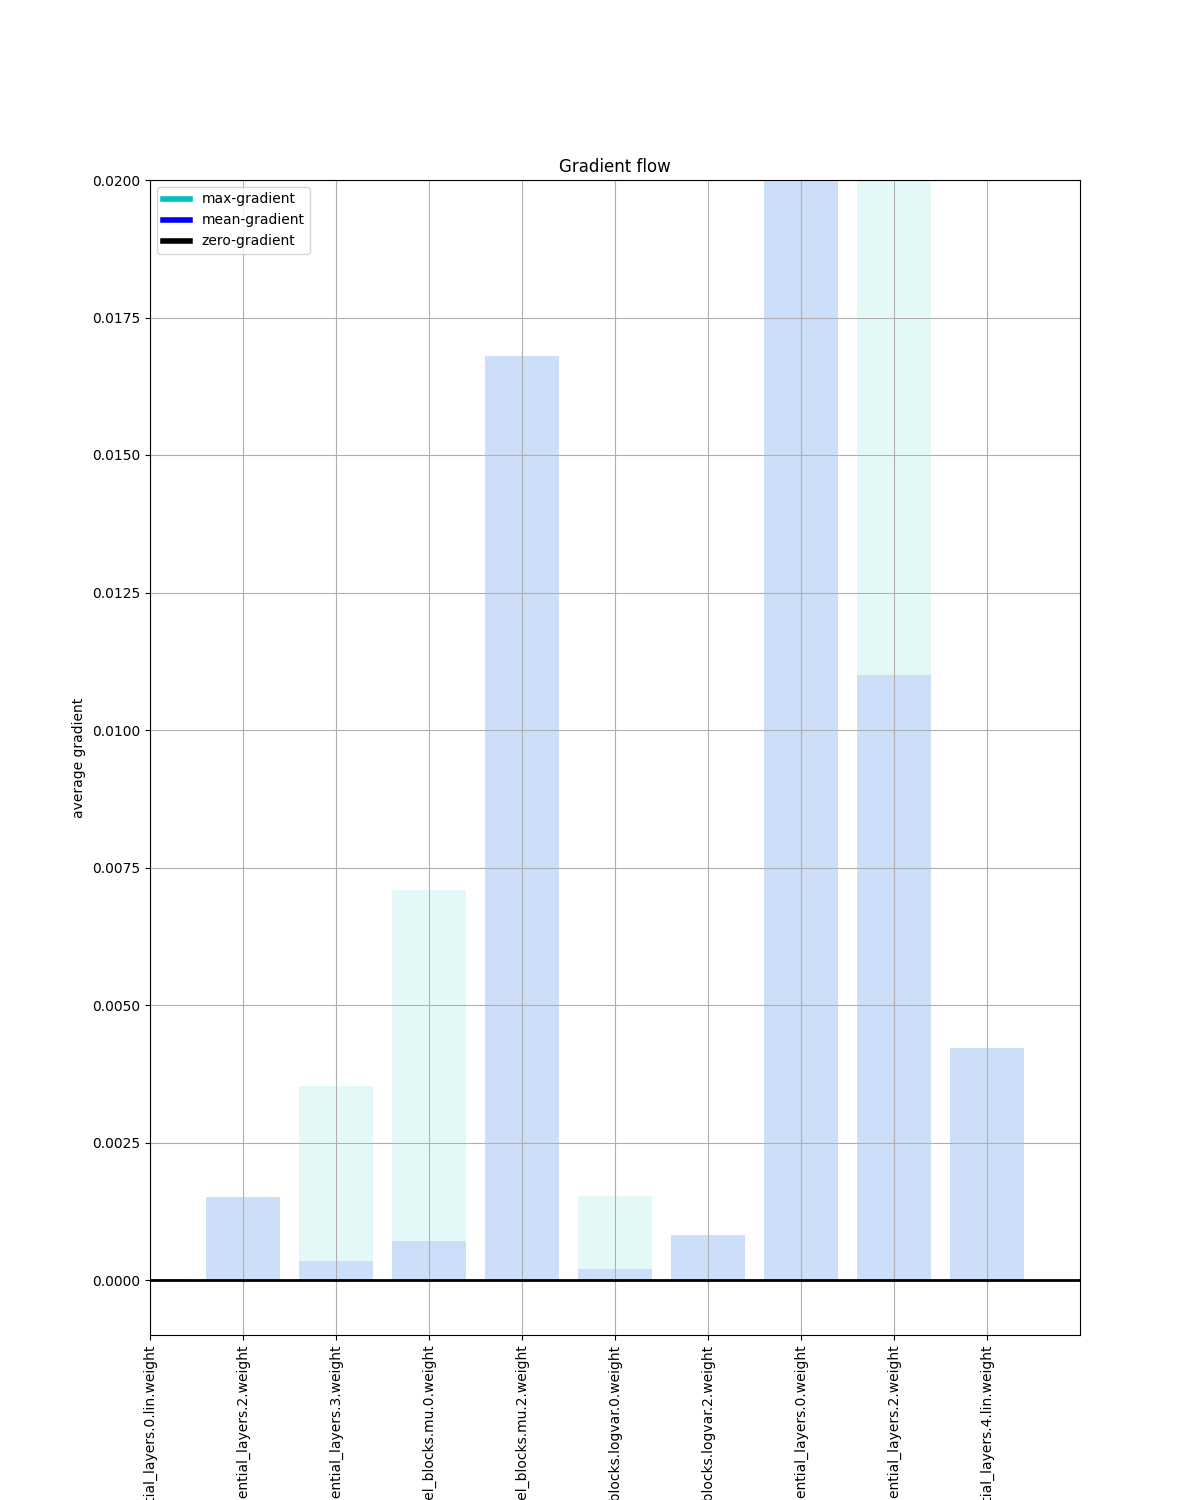 Gradient flow
max-gradient
mean-gradient
zero-gradient
0.0200
0.0175
0.0150
0.0125
0.0100
0.0075
0.0050
0.0025
0.0000
average gradient
tial_layers.0.lin.weight
ential_layers.2.weight
ential_layers.3.weight
el_blocks.mu.0.weight
el_blocks.mu.2.weight
blocks.logvar.0.weight
blocks.logvar.2.weight
ential_layers.0.weight
ential_layers.2.weight
tial_layers.4.lin.weight